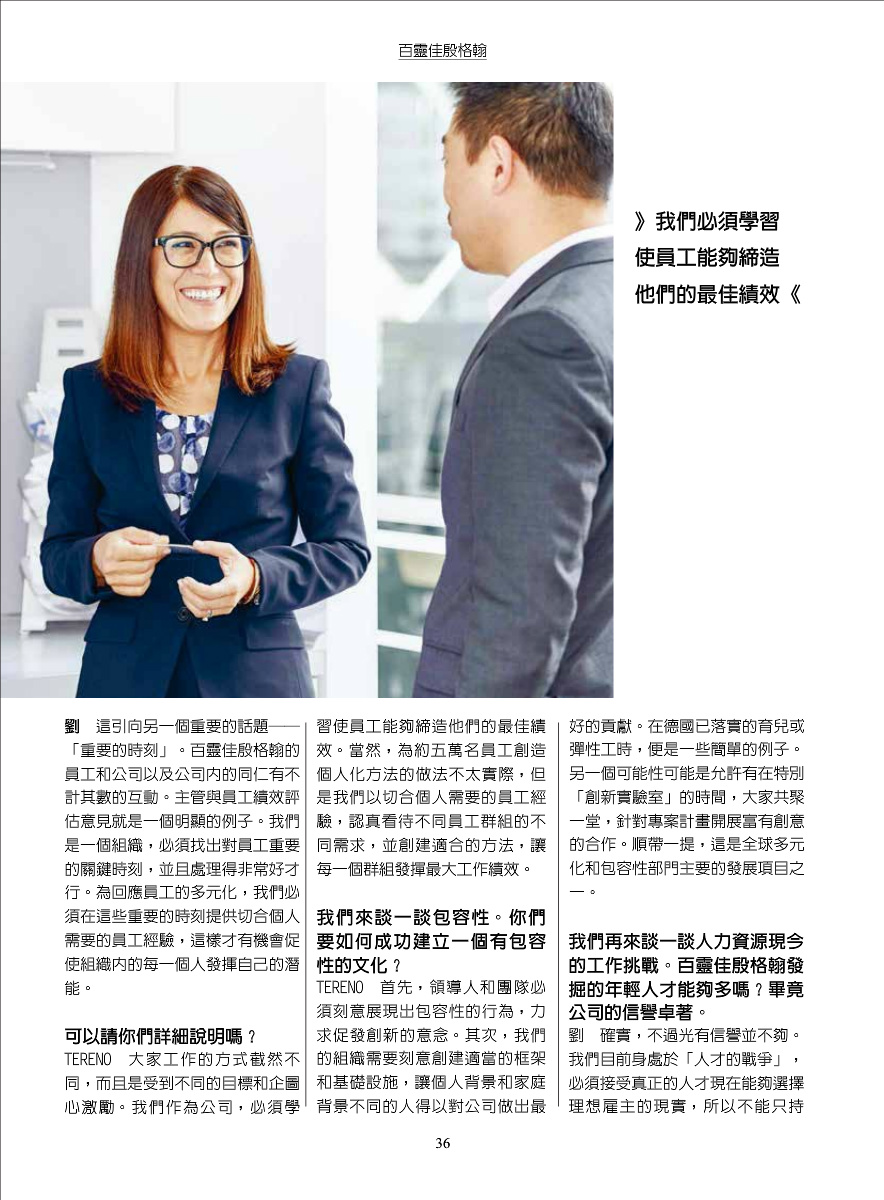 百靈佳殷格翰
》我們必須學習
使員工能夠締造
他們的最佳績效《
劉 這引向另一個重要的話題——
「重要的時刻」。百靈佳殷格翰的
員工和公司以及公司內的同仁有不
計其數的互動。主管與員工績效評
估意見就是一個明顯的例子。我們
是一個組織，必須找出對員工重要
的關鍵時刻，並且處理得非常好才
行。為回應員工的多元化，我們必
須在這些重要的時刻提供切合個人
需要的員工經驗，這樣才有機會促
使組織內的每一個人發揮自己的潛
能。
可以請你們詳細說明嗎？
TERENO 大家工作的方式截然不
同，而且是受到不同的目標和企圖
心激勵。我們作為公司，必須學
習使員工能夠締造他們的最佳績
效。當然，為約五萬名員工創造
個人化方法的做法不太實際，但
是我們以切合個人需要的員工經
驗，認真看待不同員工群組的不
同需求，並創建適合的方法，讓
每一個群組發揮最大工作績效。
我們來談一談包容性。你們
要如何成功建立一個有包容
性的文化？
TERENO 首先，領導人和團隊必
須刻意展現出包容性的行為，力
求促發創新的意念。其次，我們
的組織需要刻意創建適當的框架
和基礎設施，讓個人背景和家庭
背景不同的人得以對公司做出最
好的貢獻。在德國已落實的育兒或
彈性工時，便是一些簡單的例子。
另一個可能性可能是允許有在特別
「創新實驗室」的時間，大家共聚
一堂，針對專案計畫開展富有創意
的合作。順帶一提，這是全球多元
化和包容性部門主要的發展項目之
一。
我們再來談一談人力資源現今
的工作挑戰。百靈佳殷格翰發
掘的年輕人才能夠多嗎？畢竟
公司的信譽卓著。
劉 確實，不過光有信譽並不夠。
我們目前身處於「人才的戰爭」，
必須接受真正的人才現在能夠選擇
理想雇主的現實，所以不能只持
36